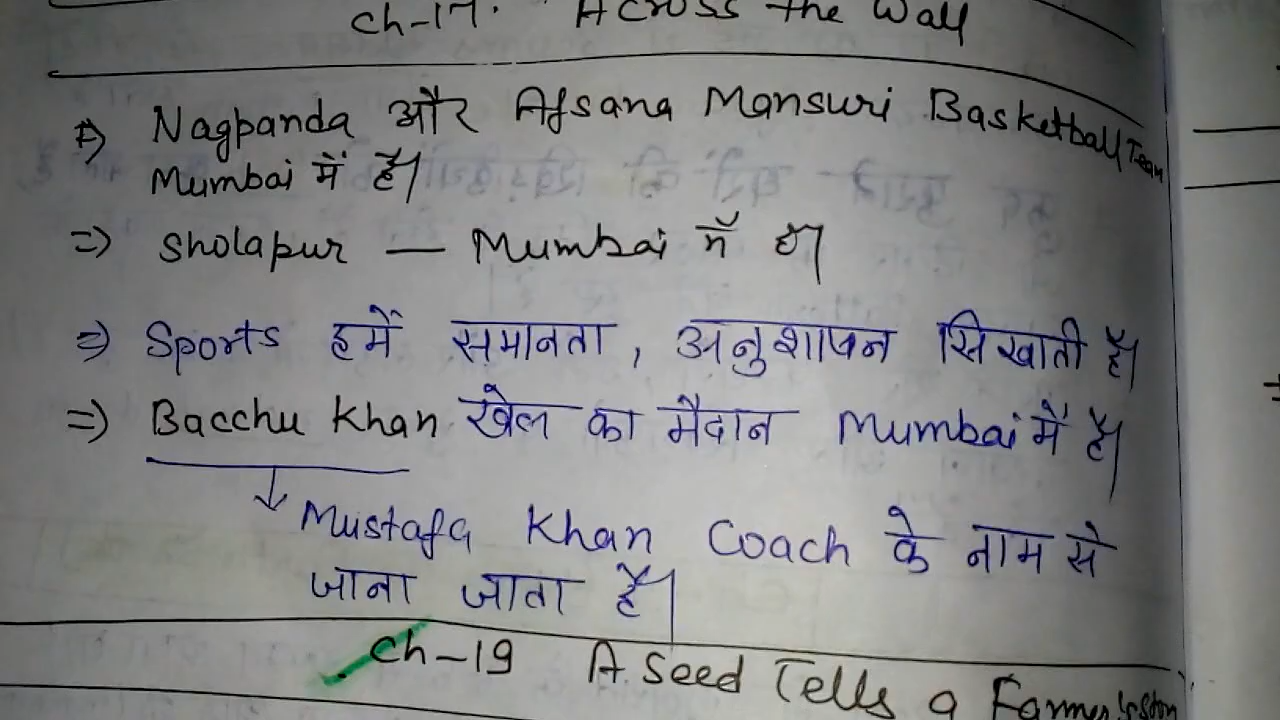 Ch-17. Across the Wall
⇒ Nagpanda और Afsana Mansuri Basketball Team
Mumbai में है।
⇒ Sholapur — Mumbai में है।
⇒ Sports हमें समानता, अनुशासन सिखाती है।
⇒ Bacchu Khan खेल का मैदान Mumbai में है।
↓ Mustafa Khan Coach के नाम से
जाना जाता है।
Ch-19 A Seed Tells a Farmer's Story